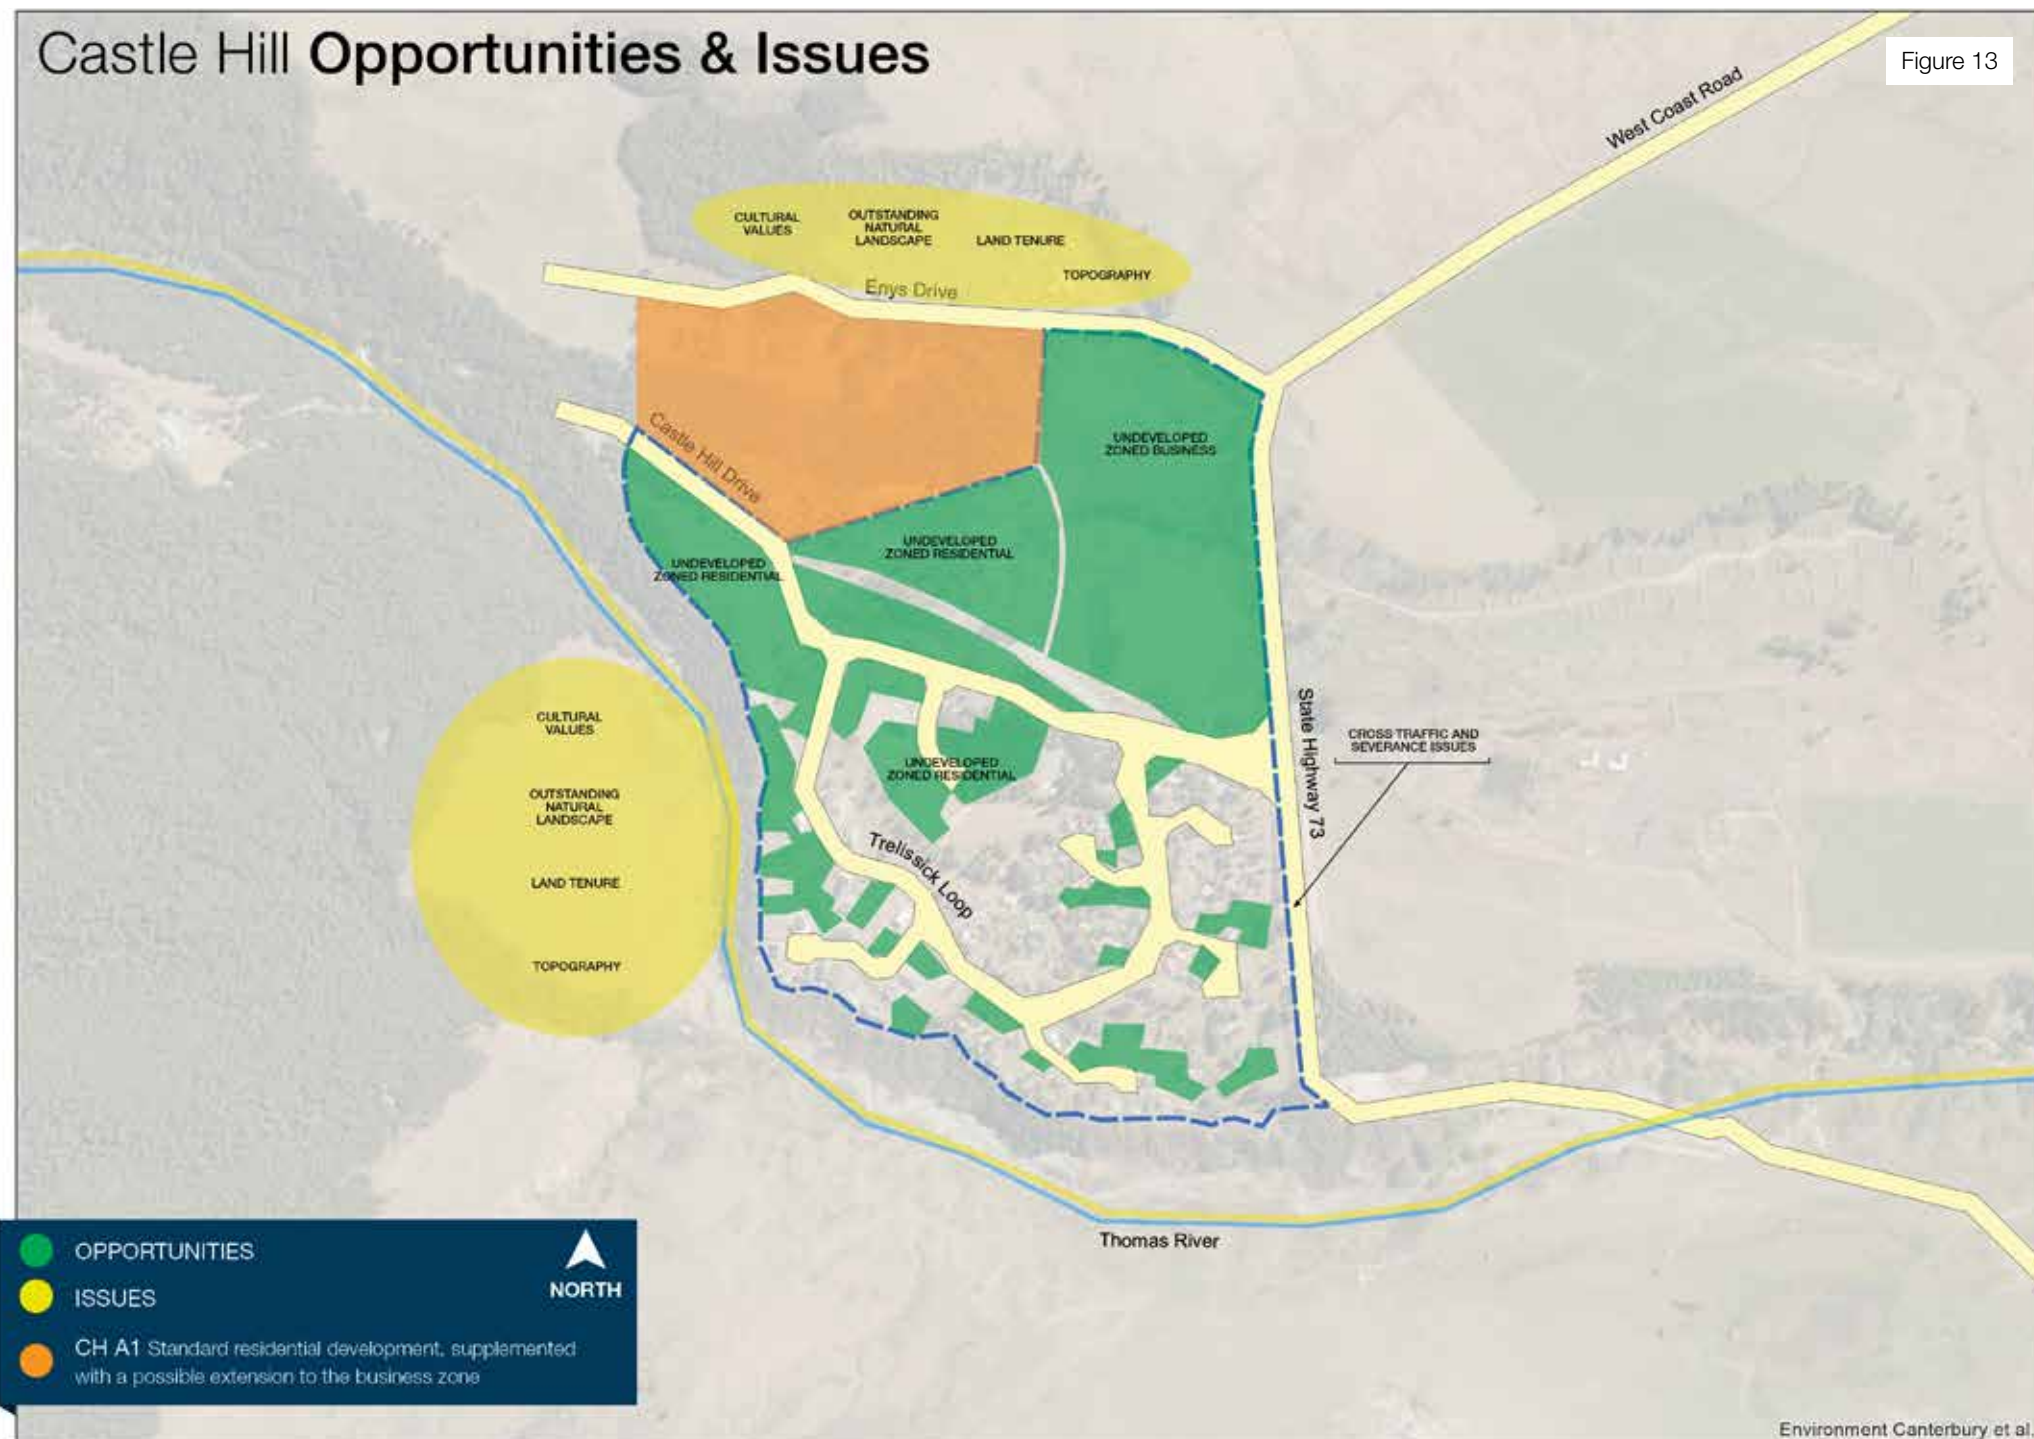 Castle Hill Opportunities & Issues
Figure 13
West Coast Road
CULTURAL
VALUES
OUTSTANDING
NATURAL
LANDSCAPE
LAND TENURE
TOPOGRAPHY
Enys Drive
Castle Hill Drive
UNDEVELOPED
ZONED BUSINESS
UNDEVELOPED
ZONED RESIDENTIAL
UNDEVELOPED
ZONED RESIDENTIAL
CULTURAL
VALUES
OUTSTANDING
NATURAL
LANDSCAPE
LAND TENURE
TOPOGRAPHY
UNDEVELOPED
ZONED RESIDENTIAL
State Highway 73
CROSS TRAFFIC AND
SEVERANCE ISSUES
Trelissick Loop
Thomas River
OPPORTUNITIES
ISSUES
CH A1 Standard residential development, supplemented
with a possible extension to the business zone
NORTH
Environment Canterbury et al.